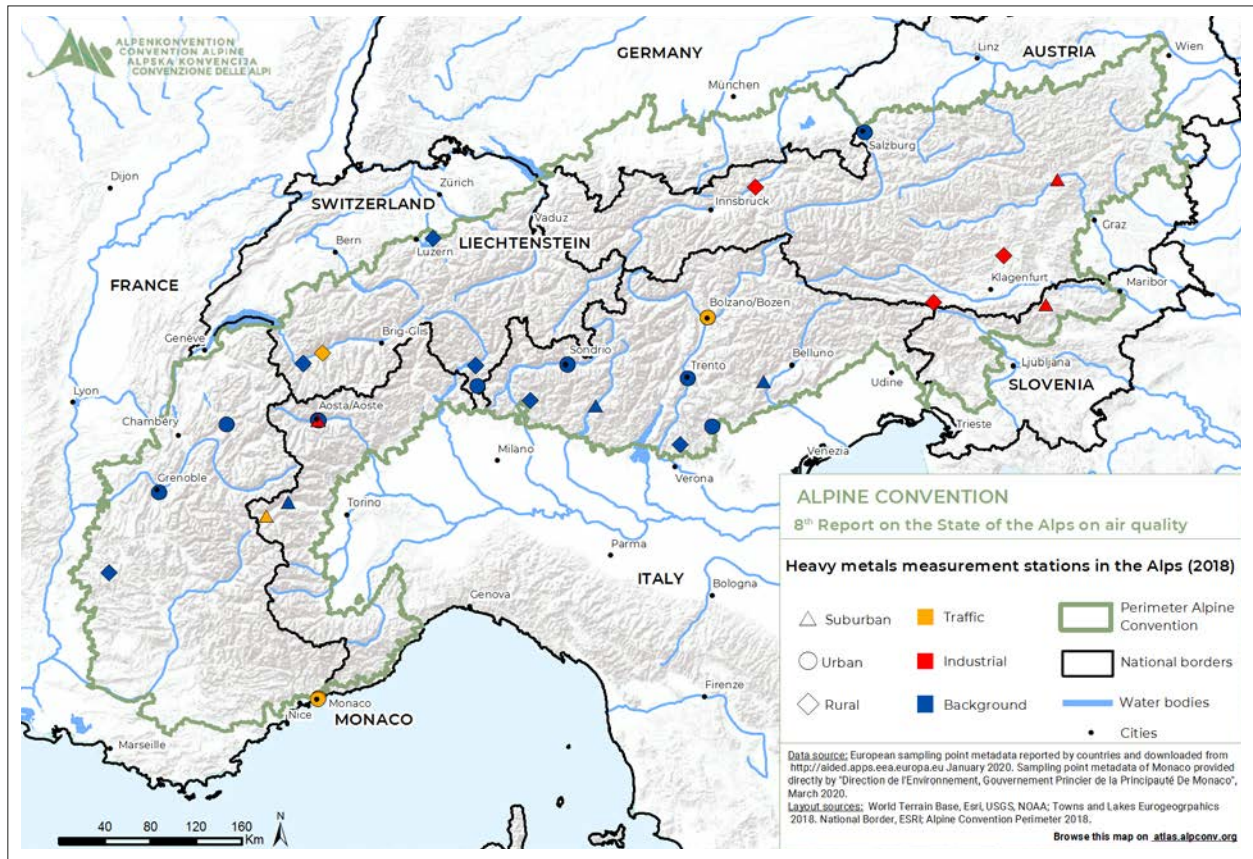 ALPENKONVENTION
CONVENTION ALPINE
ALPSKA KONVENCIJA
CONVENZIONE DELLE ALPI
GERMANY
AUSTRIA
Linz
Wien
München
Salzburg
Dijon
Zürich
SWITZERLAND
Innsbruck
Graz
Vaduz
Bern
Luzern
LIECHTENSTEIN
FRANCE
Klagenfurt
Maribor
Bolzano/Bozen
Genève
Brig-Glis
Sondrio
Belluno
Ljubljana
Trento
Udine
SLOVENIA
Lyon
Aosta/Aoste
Chambéry
Trieste
Milano
Venezia
Verona
Grenoble
Torino
Parma
ITALY
Bologna
Genova
Firenze
Monaco
Nice
MONACO
Marseille
ALPINE CONVENTION
8th Report on the State of the Alps on air quality
Heavy metals measurement stations in the Alps (2018)
Suburban
Traffic
Perimeter Alpine
Convention
Urban
Industrial
National borders
Rural
Background
Water bodies
Cities
Data source: European sampling point metadata reported by countries and downloaded from
http://aided.apps.eea.europa.eu January 2020. Sampling point metadata of Monaco provided
directly by "Direction de l'Environnement, Gouvernement Princier de la Principauté De Monaco",
March 2020.
Layout sources: World Terrain Base, Esri, USGS, NOAA; Towns and Lakes Eurogeogrpahics
2018. National Border, ESRI; Alpine Convention Perimeter 2018.
Browse this map on atlas.alpconv.org
40 80 120 160
Km
N